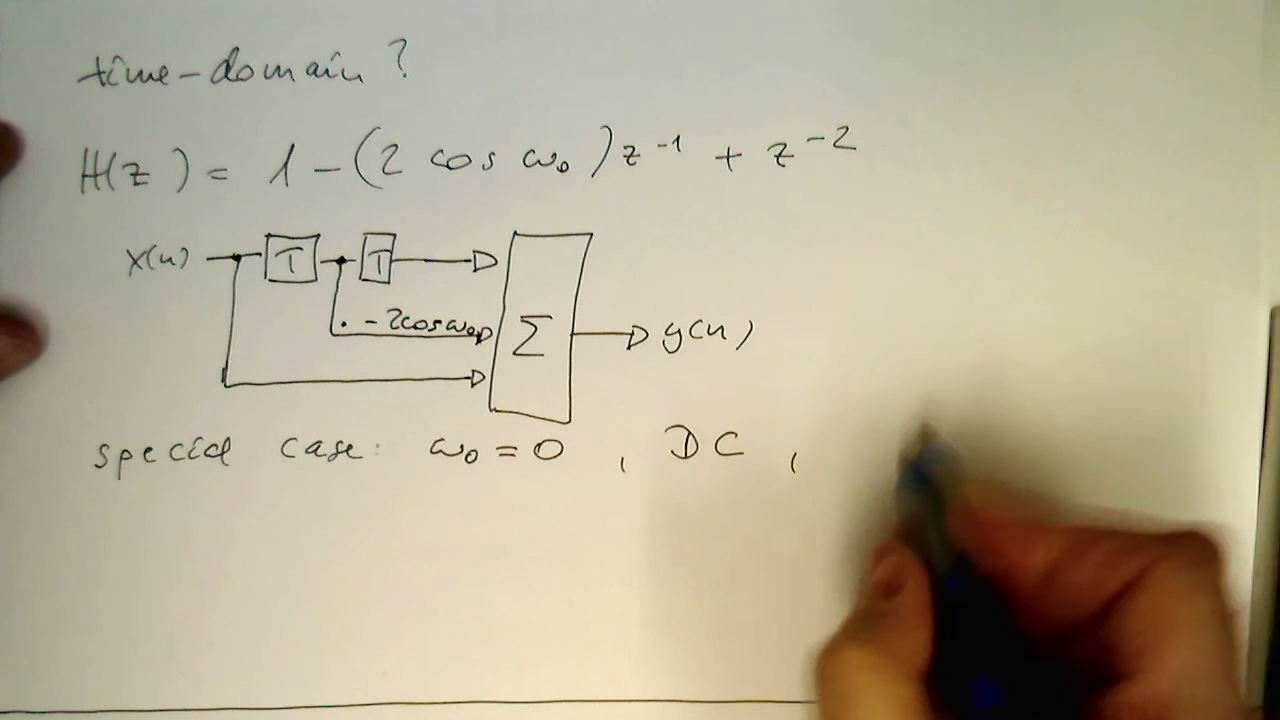 time-domain ?
H(z) = 1 - (2 cos ω₀) z⁻¹ + z⁻²
x(n) T T
· - 2cosω₀ Σ y(n)
special case: ω₀ = 0 , DC ,